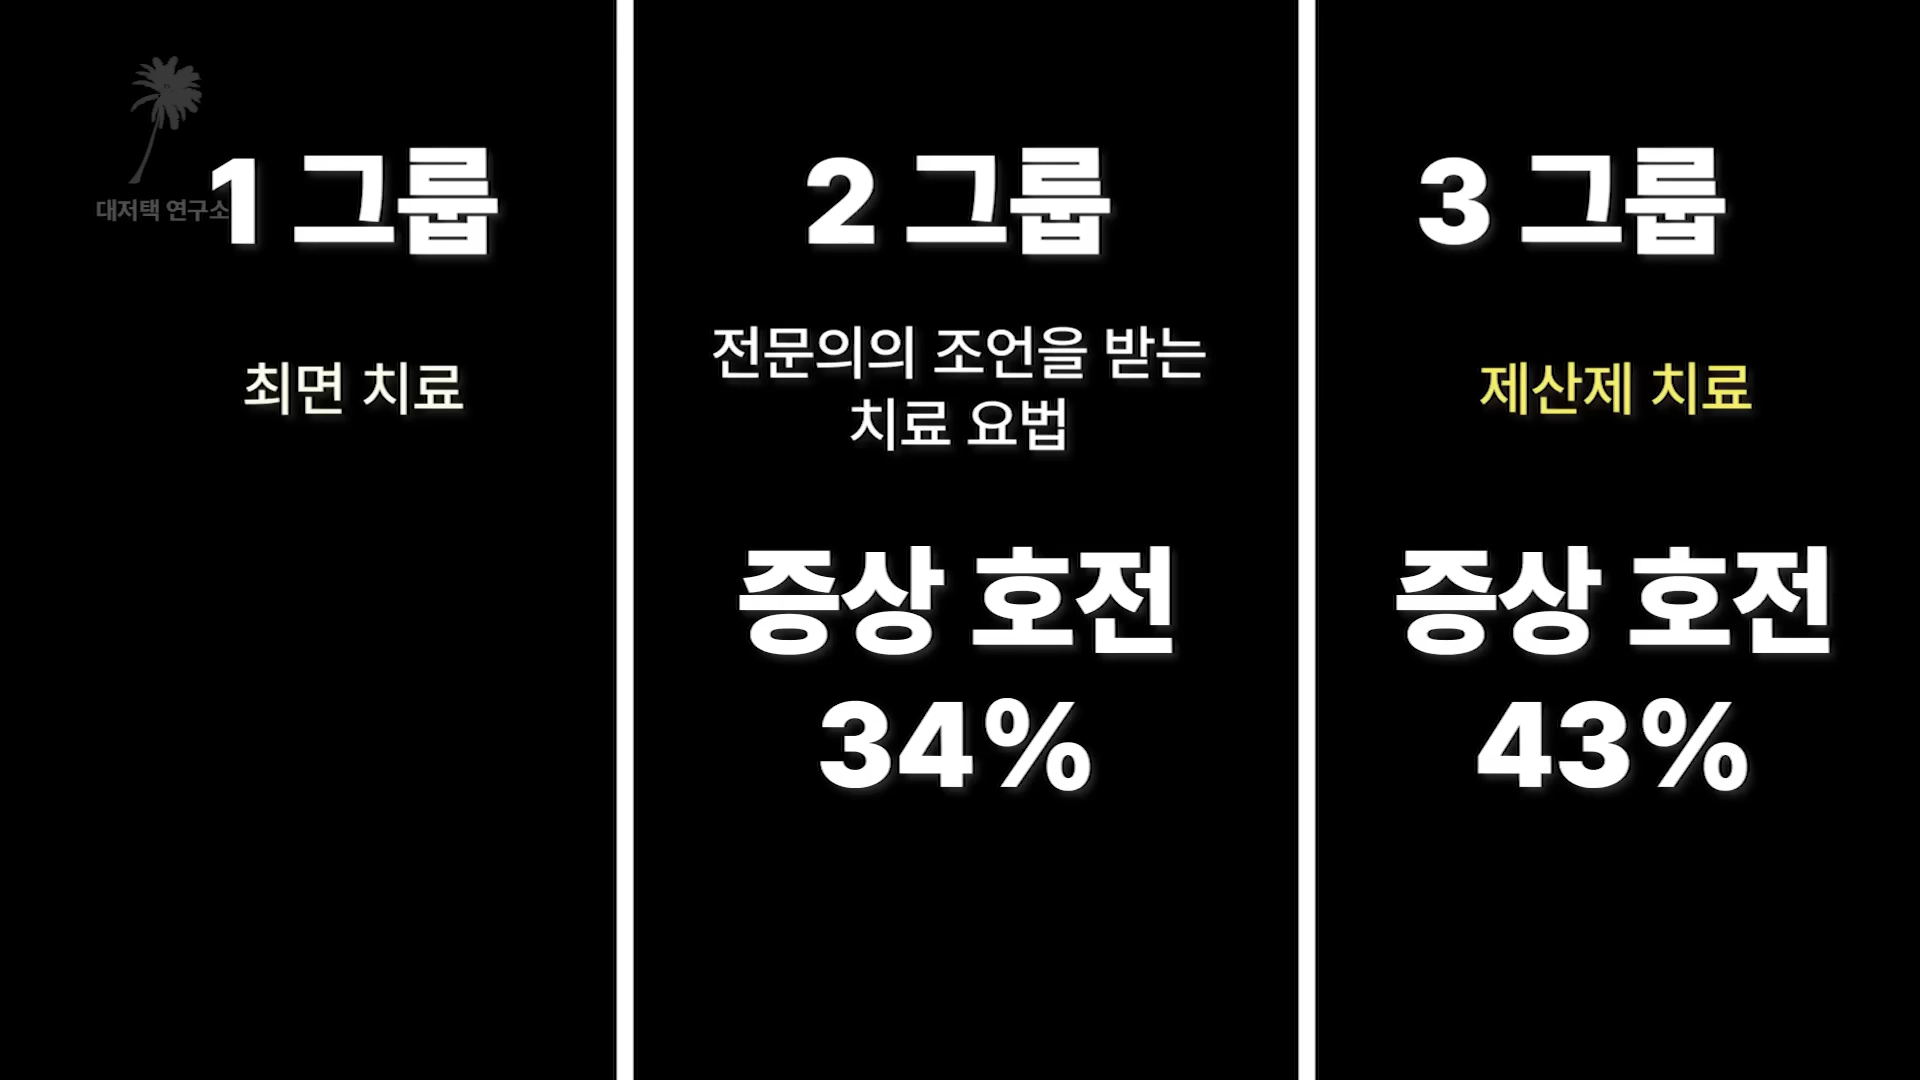 대저택 연구소
1 그룹
최면 치료
2 그룹
전문의의 조언을 받는
치료 요법
증상 호전
34%
3 그룹
제산제 치료
증상 호전
43%